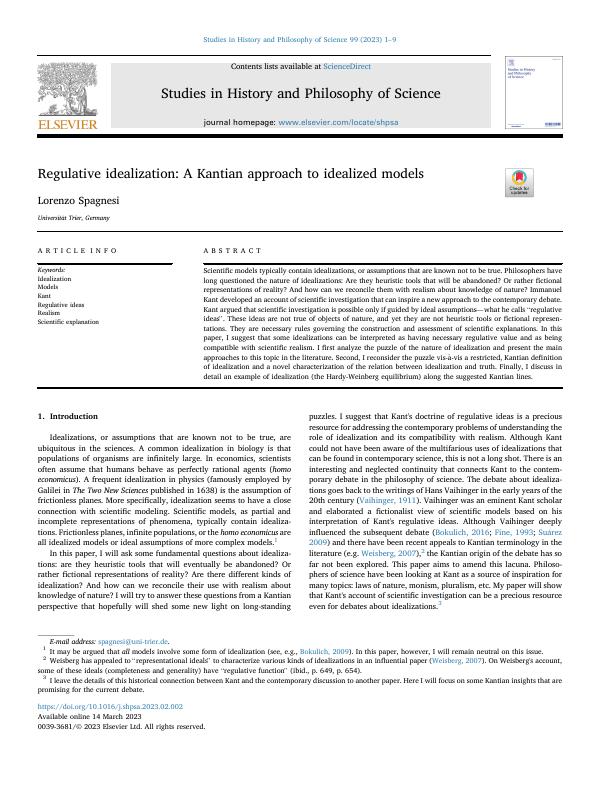 Studies in History and Philosophy of Science 99 (2023) 1–9
Contents lists available at ScienceDirect
Studies in History and Philosophy of Science
journal homepage: www.elsevier.com/locate/shpsa
ELSEVIER
Studies in History
and Philosophy
of Science
Regulative idealization: A Kantian approach to idealized models
Check for
updates
Lorenzo Spagnesi
Universität Trier, Germany
ARTICLE INFO
Keywords:
Idealization
Models
Kant
Regulative ideas
Realism
Scientific explanation
ABSTRACT
Scientific models typically contain idealizations, or assumptions that are known not to be true. Philosophers have
long questioned the nature of idealizations: Are they heuristic tools that will be abandoned? Or rather fictional
representations of reality? And how can we reconcile them with realism about knowledge of nature? Immanuel
Kant developed an account of scientific investigation that can inspire a new approach to the contemporary debate.
Kant argued that scientific investigation is possible only if guided by ideal assumptions—what he calls “regulative
ideas”. These ideas are not true of objects of nature, and yet they are not heuristic tools or fictional represen-
tations. They are necessary rules governing the construction and assessment of scientific explanations. In this
paper, I suggest that some idealizations can be interpreted as having necessary regulative value and as being
compatible with scientific realism. I first analyze the puzzle of the nature of idealization and present the main
approaches to this topic in the literature. Second, I reconsider the puzzle vis-à-vis a restricted, Kantian definition
of idealization and a novel characterization of the relation between idealization and truth. Finally, I discuss in
detail an example of idealization (the Hardy-Weinberg equilibrium) along the suggested Kantian lines.
1. Introduction
Idealizations, or assumptions that are known not to be true, are
ubiquitous in the sciences. A common idealization in biology is that
populations of organisms are infinitely large. In economics, scientists
often assume that humans behave as perfectly rational agents (homo
economicus). A frequent idealization in physics (famously employed by
Galilei in The Two New Sciences published in 1638) is the assumption of
frictionless planes. More specifically, idealization seems to have a close
connection with scientific modeling. Scientific models, as partial and
incomplete representations of phenomena, typically contain idealiza-
tions. Frictionless planes, infinite populations, or the homo economicus are
all idealized models or ideal assumptions of more complex models.1
In this paper, I will ask some fundamental questions about idealiza-
tions: are they heuristic tools that will eventually be abandoned? Or
rather fictional representations of reality? Are there different kinds of
idealization? And how can we reconcile their use with realism about
knowledge of nature? I will try to answer these questions from a Kantian
perspective that hopefully will shed some new light on long-standing
puzzles. I suggest that Kant's doctrine of regulative ideas is a precious
resource for addressing the contemporary problems of understanding the
role of idealization and its compatibility with realism. Although Kant
could not have been aware of the multifarious uses of idealizations that
can be found in contemporary science, this is not a long shot. There is an
interesting and neglected continuity that connects Kant to the contem-
porary debate in the philosophy of science. The debate about idealiza-
tions goes back to the writings of Hans Vaihinger in the early years of the
20th century (Vaihinger, 1911). Vaihinger was an eminent Kant scholar
and elaborated a fictionalist view of scientific models based on his
interpretation of Kant's regulative ideas. Although Vaihinger deeply
influenced the subsequent debate (Bokulich, 2016; Fine, 1993; Suárez
2009) and there have been recent appeals to Kantian terminology in the
literature (e.g. Weisberg, 2007),2 the Kantian origin of the debate has so
far not been explored. This paper aims to amend this lacuna. Philoso-
phers of science have been looking at Kant as a source of inspiration for
many topics: laws of nature, monism, pluralism, etc. My paper will show
that Kant's account of scientific investigation can be a precious resource
even for debates about idealizations.3
E-mail address: spagnesi@uni-trier.de.
1 It may be argued that all models involve some form of idealization (see, e.g., Bokulich, 2009). In this paper, however, I will remain neutral on this issue.
2 Weisberg has appealed to “representational ideals” to characterize various kinds of idealizations in an influential paper (Weisberg, 2007). On Weisberg's account,
some of these ideals (completeness and generality) have “regulative function” (Ibid., p. 649, p. 654).
3 I leave the details of this historical connection between Kant and the contemporary discussion to another paper. Here I will focus on some Kantian insights that are
promising for the current debate.
https://doi.org/10.1016/j.shpsa.2023.02.002
Available online 14 March 2023
0039-3681/© 2023 Elsevier Ltd. All rights reserved.